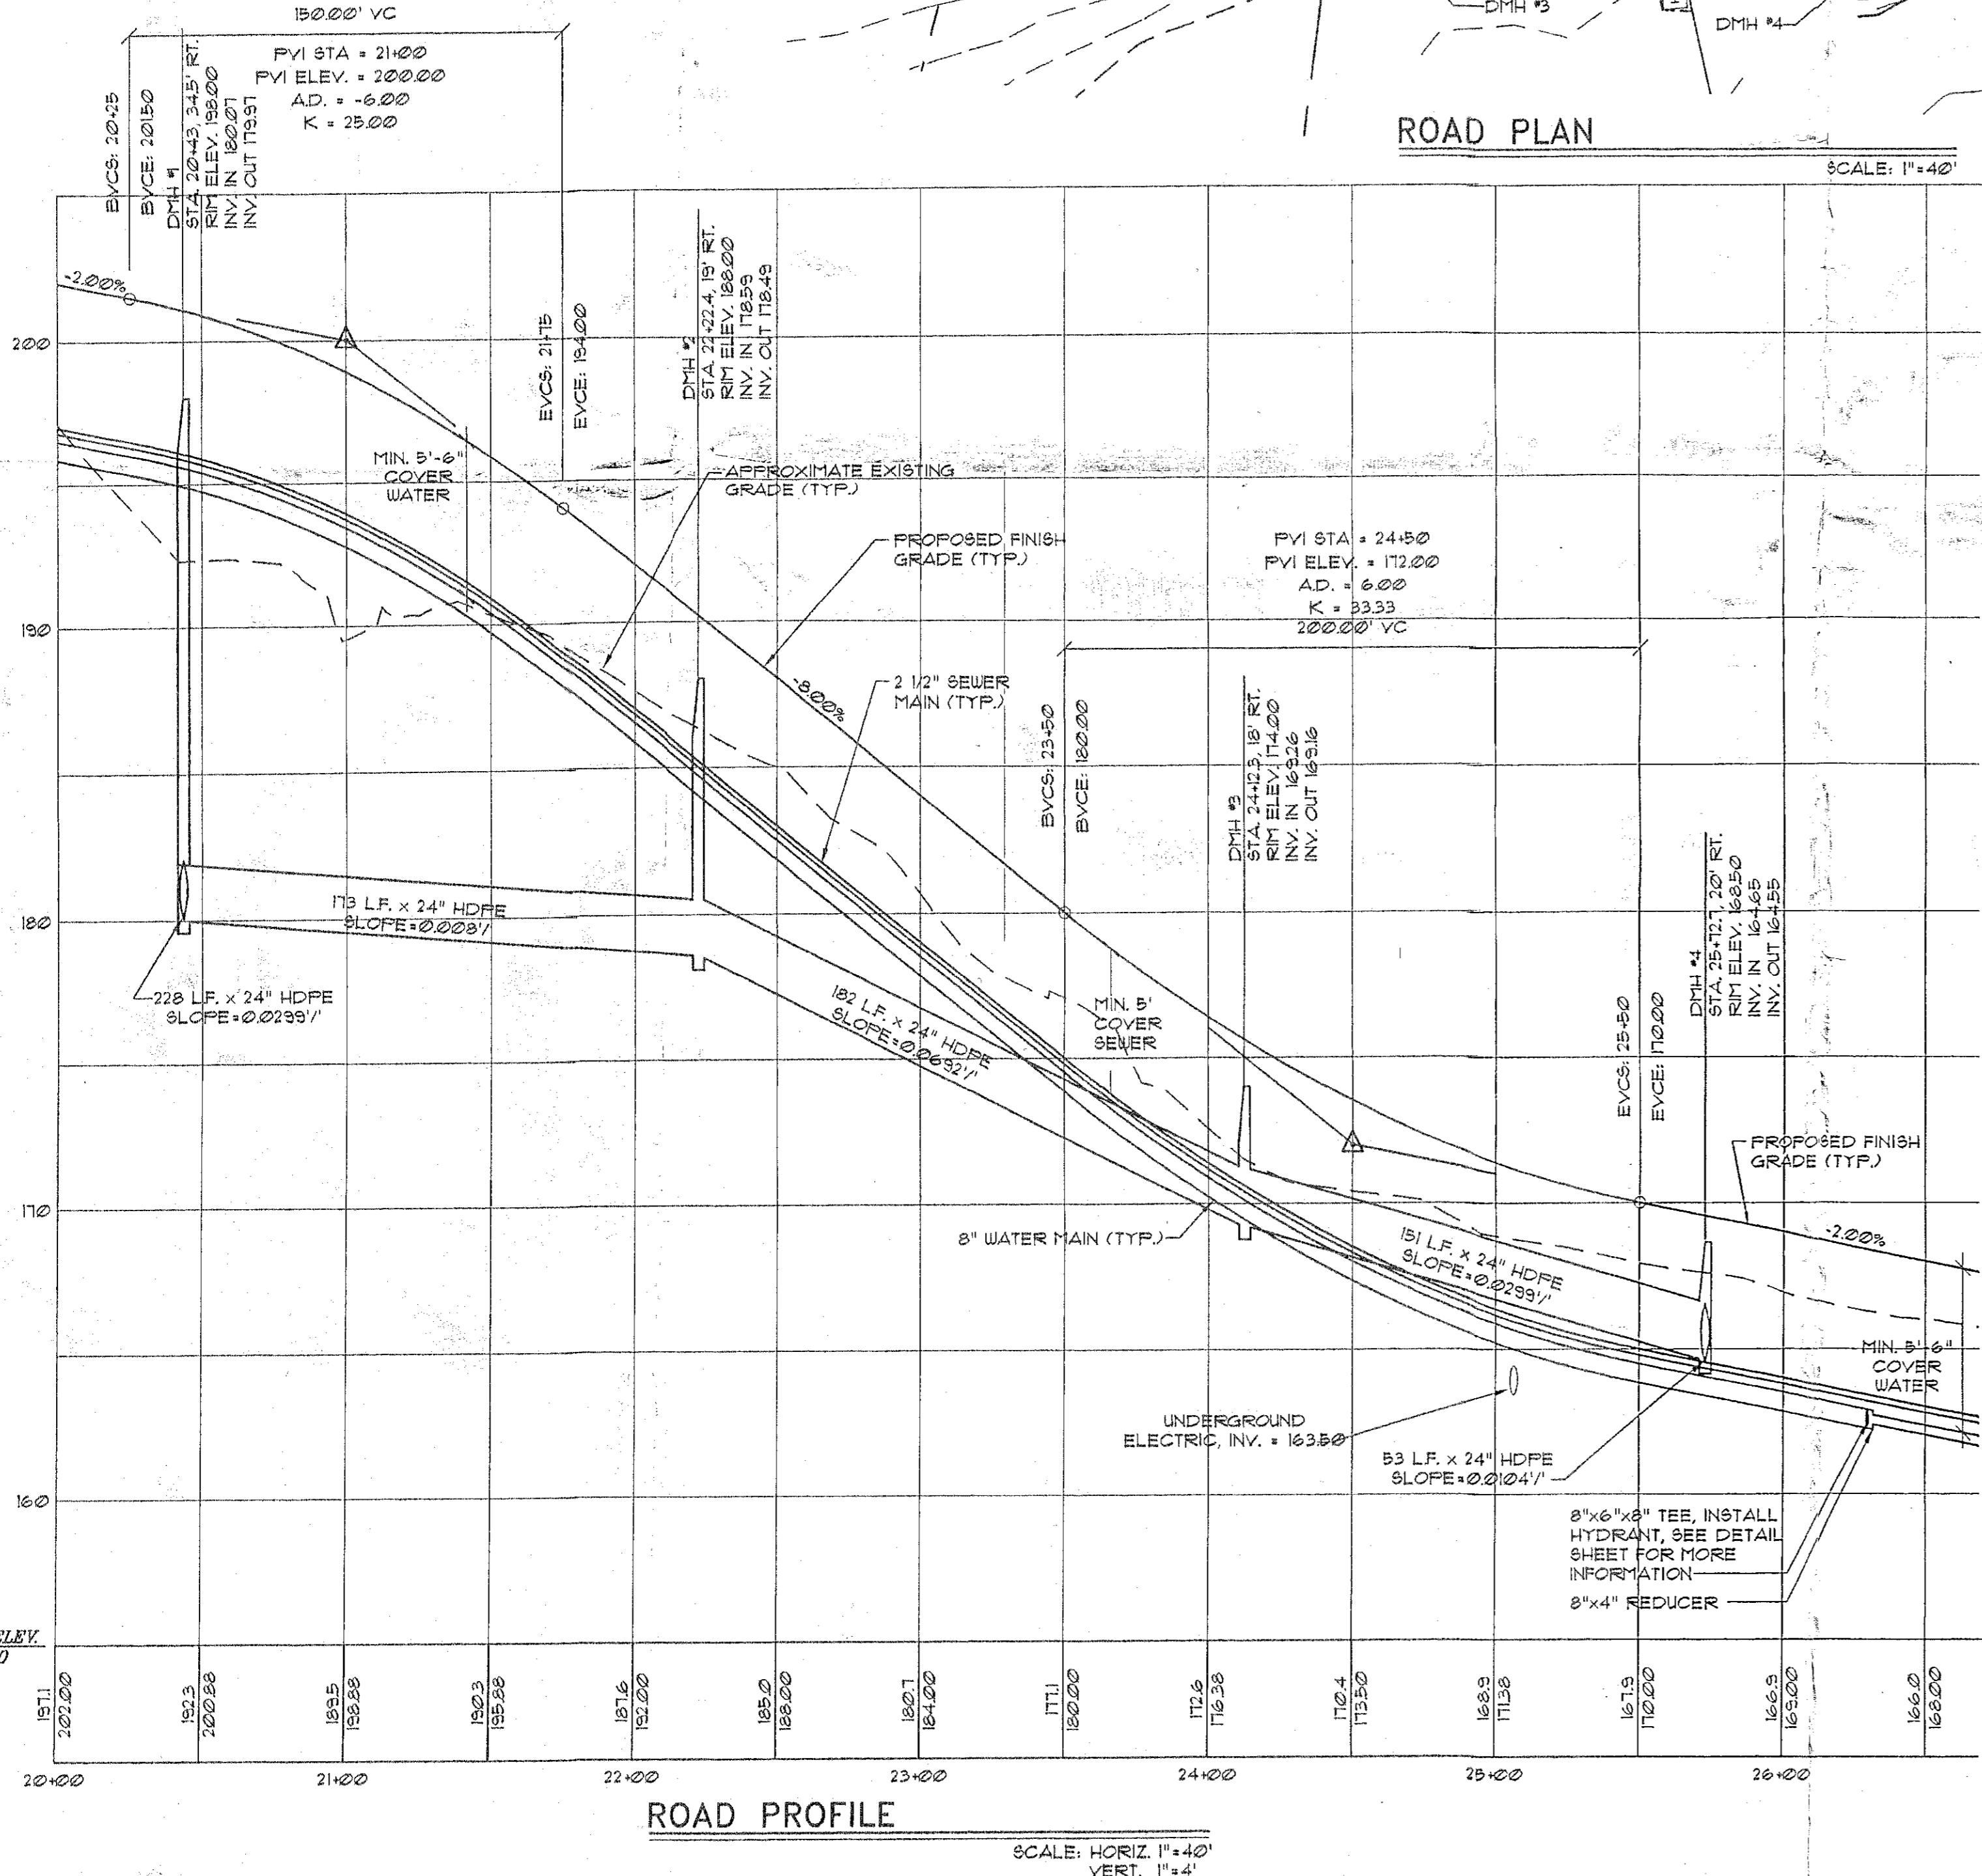 150.00' VC
PVI STA = 21+00
PVI ELEV. = 200.00
A.D. = -6.00
K = 25.00
BVCS: 20+25
BVCE: 201.50
DMH #1
STA. 20+43, 34.5' RT.
RIM ELEV. 198.00
INV. IN 180.07
INV. OUT 179.97
DMH #3
DMH #4
ROAD PLAN
SCALE: 1"=40'
-2.00%
200
EVCS: 21+75
EVCE: 194.00
DMH #2
STA. 22+22.4, 19' RT.
RIM ELEV. 188.00
INV. IN 178.59
INV. OUT 178.49
MIN. 5'-6"
COVER
WATER
APPROXIMATE EXISTING
GRADE (TYP.)
PROPOSED FINISH
GRADE (TYP.)
PVI STA = 24+50
PVI ELEV. = 172.00
A.D. = 6.00
K = 33.33
200.00' VC
190
-8.00%
2 1/2" SEWER
MAIN (TYP.)
BVCS: 23+50
BVCE: 180.00
DMH #3
STA. 24+12.5, 18' RT.
RIM ELEV. 174.00
INV. IN 169.26
INV. OUT 169.16
DMH #4
STA. 25+72.7, 20' RT.
RIM ELEV. 168.50
INV. IN 164.65
INV. OUT 164.55
173 L.F. x 24" HDPE
SLOPE=0.008'/'
180
228 L.F. x 24" HDPE
SLOPE=0.0299'/'
182 L.F. x 24" HDPE
SLOPE=0.0692'/'
MIN. 5'
COVER
SEWER
EVCS: 25+50
EVCE: 170.00
PROPOSED FINISH
GRADE (TYP.)
170
8" WATER MAIN (TYP.)
151 L.F. x 24" HDPE
SLOPE=0.0299'/'
-2.00%
MIN. 5'-6"
COVER
WATER
UNDERGROUND
ELECTRIC, INV. = 163.50
53 L.F. x 24" HDPE
SLOPE=0.0104'/'
160
8"x6"x8" TEE, INSTALL
HYDRANT, SEE DETAIL
SHEET FOR MORE
INFORMATION
8"x4" REDUCER
ELEV.
197.1
202.00
192.3
200.88
189.5
198.88
190.3
195.88
187.6
192.00
185.0
188.00
180.7
184.00
177.1
180.00
172.6
176.38
170.4
173.50
168.9
171.38
167.9
170.00
166.9
169.00
166.0
168.00
20+00
21+00
22+00
23+00
24+00
25+00
26+00
ROAD PROFILE
SCALE: HORIZ. 1"=40'
VERT. 1"=4'